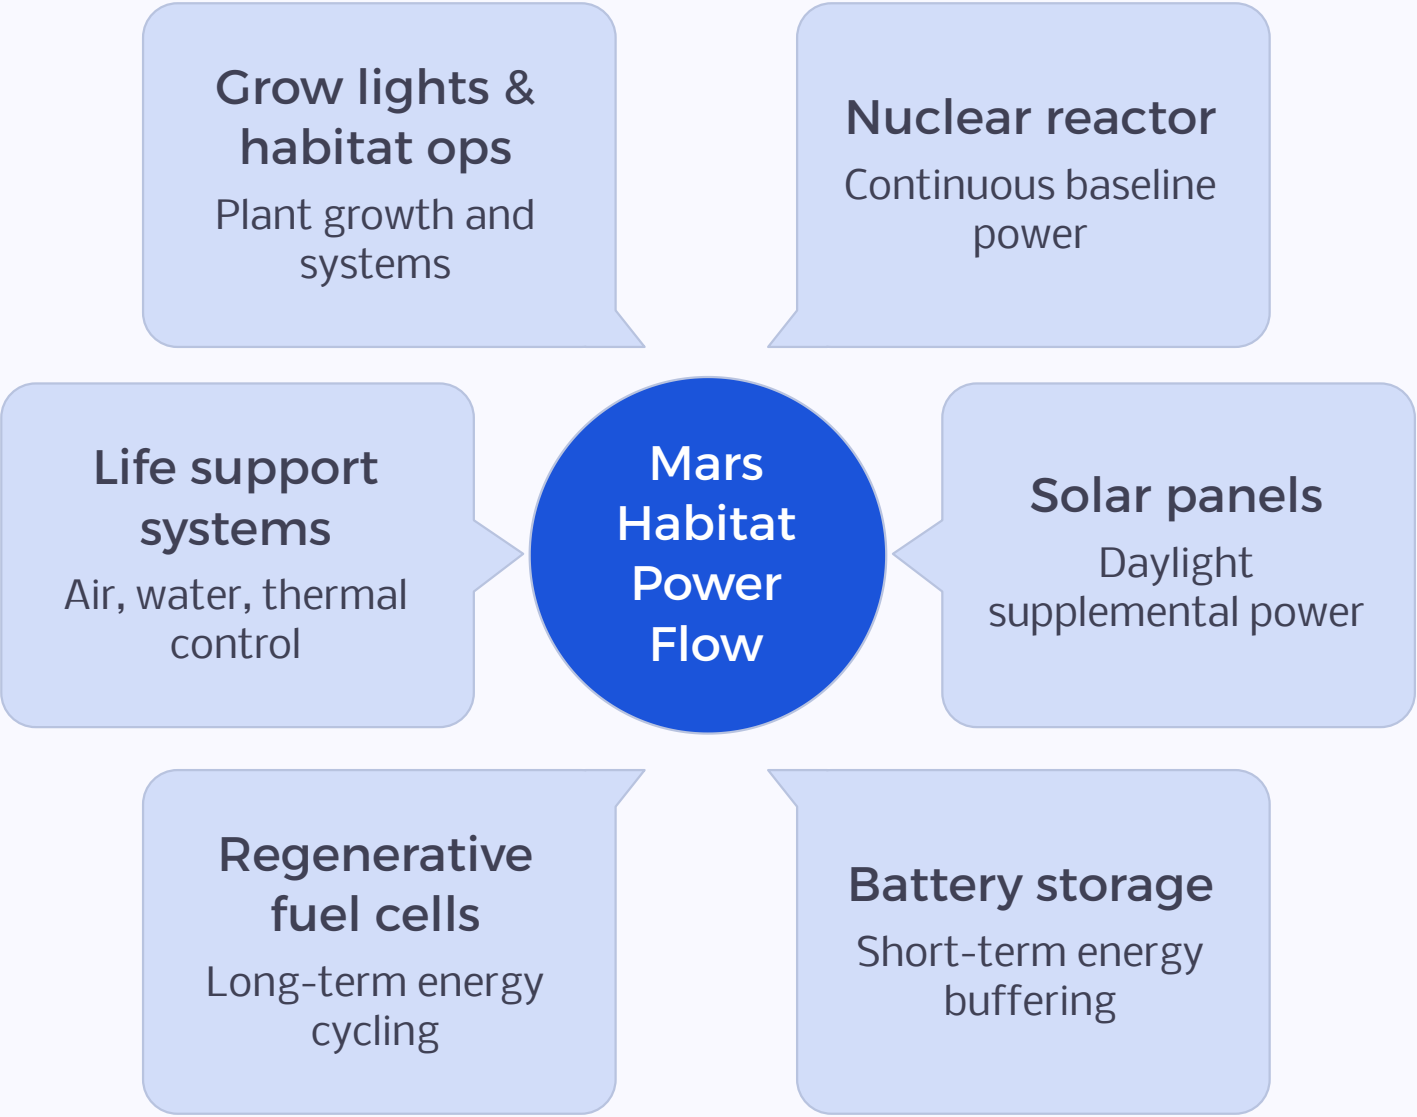 Grow lights &
habitat ops
Plant growth and
systems
Nuclear reactor
Continuous baseline
power
Life support
systems
Air, water, thermal
control
Mars
Habitat
Power
Flow
Solar panels
Daylight
supplemental power
Regenerative
fuel cells
Long-term energy
cycling
Battery storage
Short-term energy
buffering